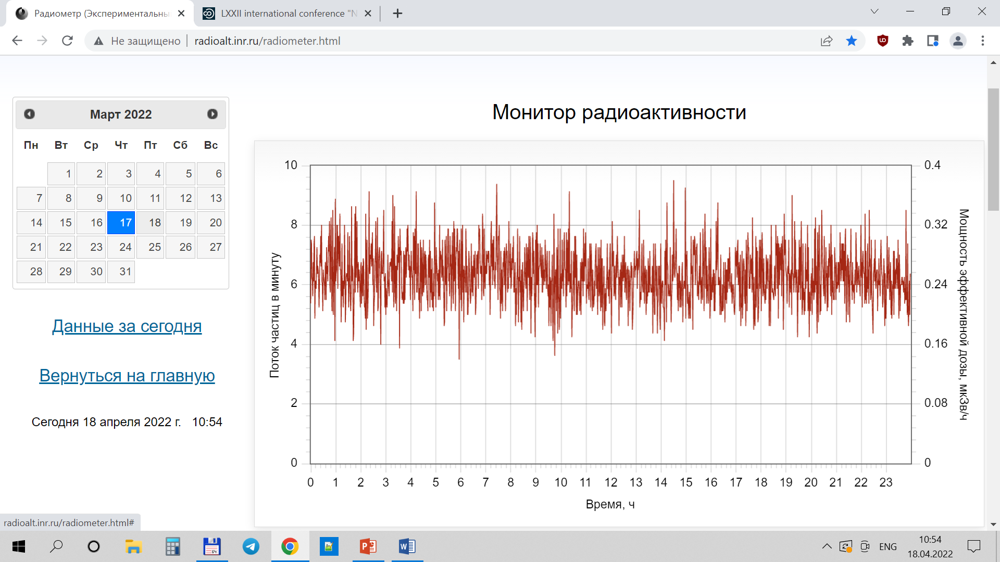 Радиометр (Экспериментальны
LXXII international conference "N
Не защищено
radioalt.inr.ru/radiometer.html
Март 2022
Пн Вт Ср Чт Пт Сб Вс
1 2 3 4 5 6
7 8 9 10 11 12 13
14 15 16 17 18 19 20
21 22 23 24 25 26 27
28 29 30 31
Данные за сегодня
Вернуться на главную
Сегодня 18 апреля 2022 г. 10:54
Монитор радиоактивности
Поток частиц в минуту
10
8
6
4
2
0
0.4
0.32
0.24
0.16
0.08
0
Мощность эффективной дозы, мкЗв/ч
0 1 2 3 4 5 6 7 8 9 10 11 12 13 14 15 16 17 18 19 20 21 22 23
Время, ч
radioalt.inr.ru/radiometer.html#
64
ENG
10:54
18.04.2022